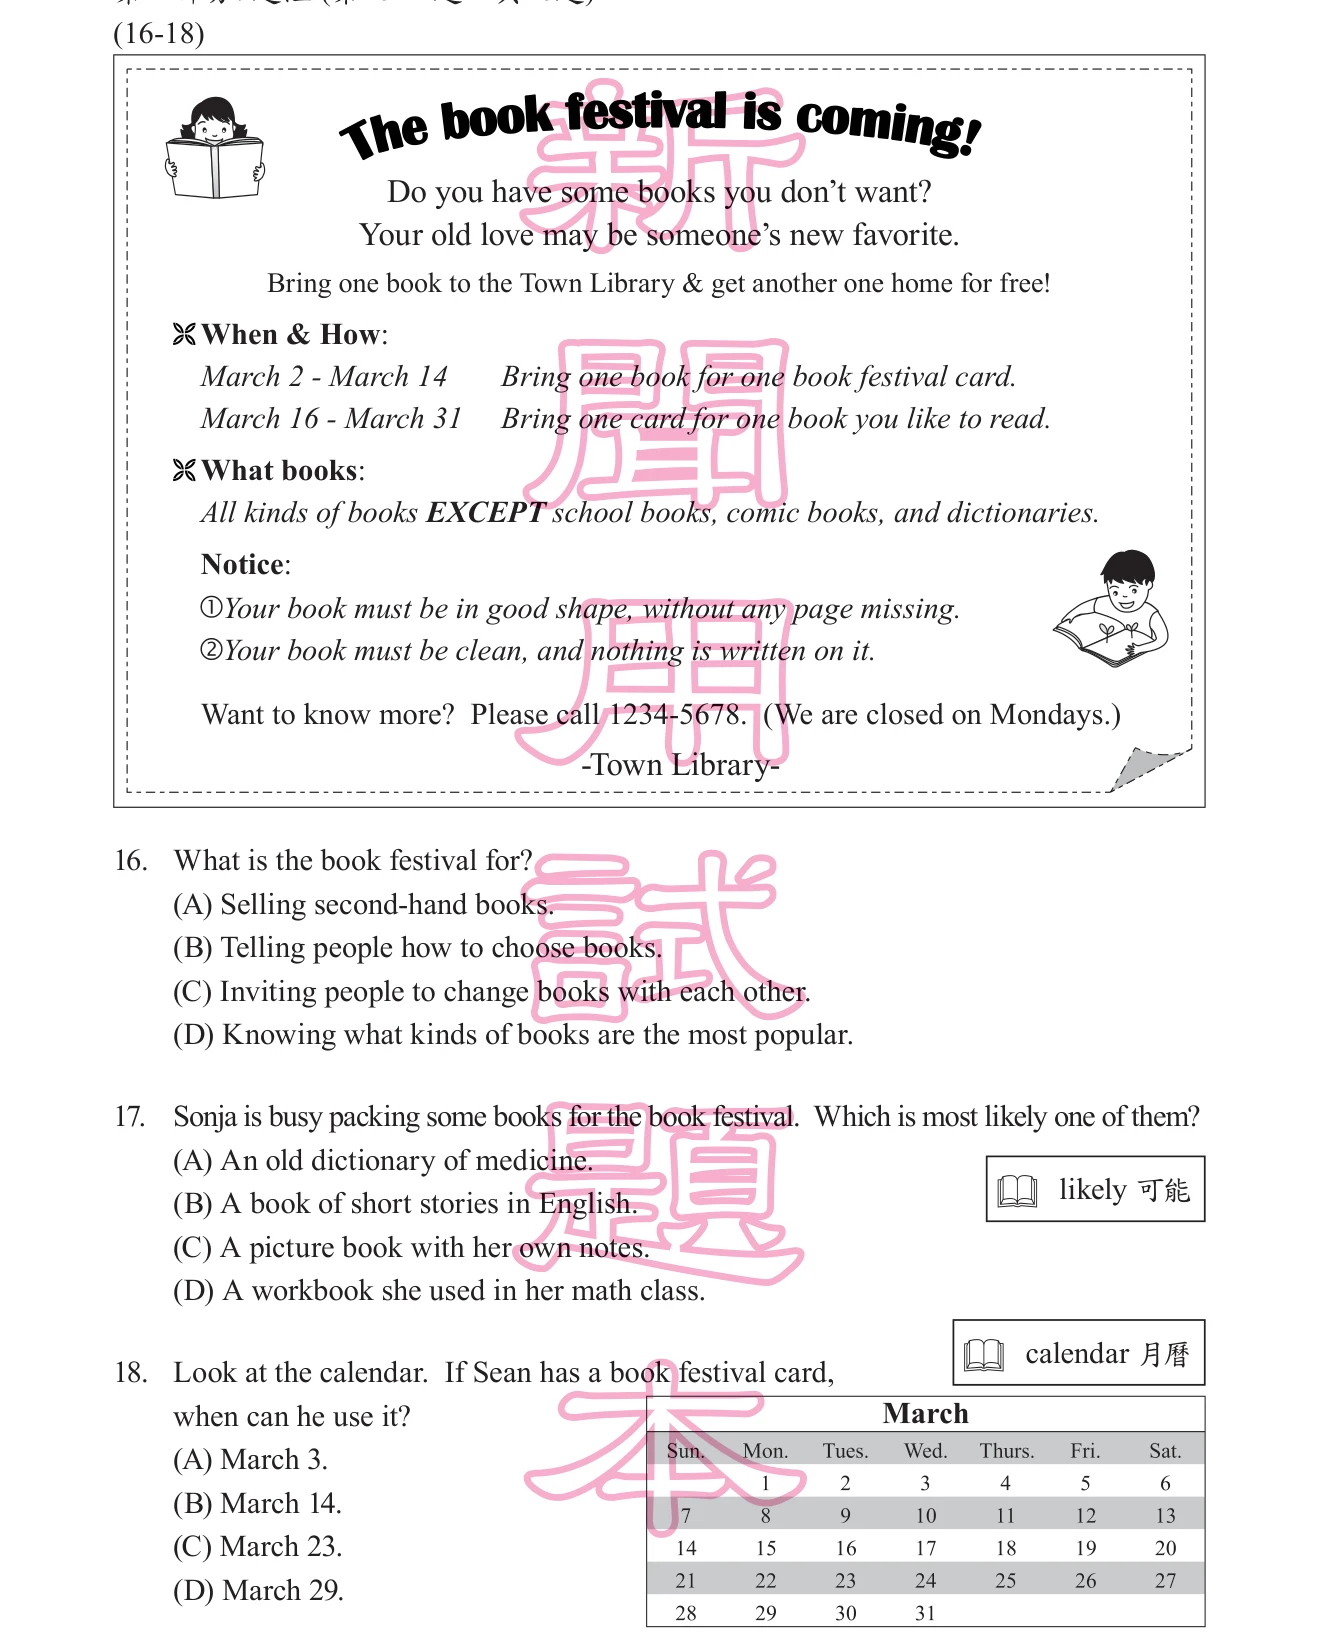 (16-18)
The book festival is coming!
Do you have some books you don't want?
Your old love may be someone's new favorite.
Bring one book to the Town Library & get another one home for free!
When & How:
March 2 - March 14 Bring one book for one book festival card.
March 16 - March 31 Bring one card for one book you like to read.
What books:
All kinds of books EXCEPT school books, comic books, and dictionaries.
Notice:
①Your book must be in good shape, without any page missing.
②Your book must be clean, and nothing is written on it.
Want to know more? Please call 1234-5678. (We are closed on Mondays.)
-Town Library-
16. What is the book festival for?
(A) Selling second-hand books.
(B) Telling people how to choose books.
(C) Inviting people to change books with each other.
(D) Knowing what kinds of books are the most popular.
17. Sonja is busy packing some books for the book festival. Which is most likely one of them?
(A) An old dictionary of medicine.
(B) A book of short stories in English.
(C) A picture book with her own notes.
(D) A workbook she used in her math class.
likely 可能
18. Look at the calendar. If Sean has a book festival card,
when can he use it?
(A) March 3.
(B) March 14.
(C) March 23.
(D) March 29.
calendar 月曆
March
Sun. Mon. Tues. Wed. Thurs. Fri. Sat.
1 2 3 4 5 6
7 8 9 10 11 12 13
14 15 16 17 18 19 20
21 22 23 24 25 26 27
28 29 30 31
新聞用試題本